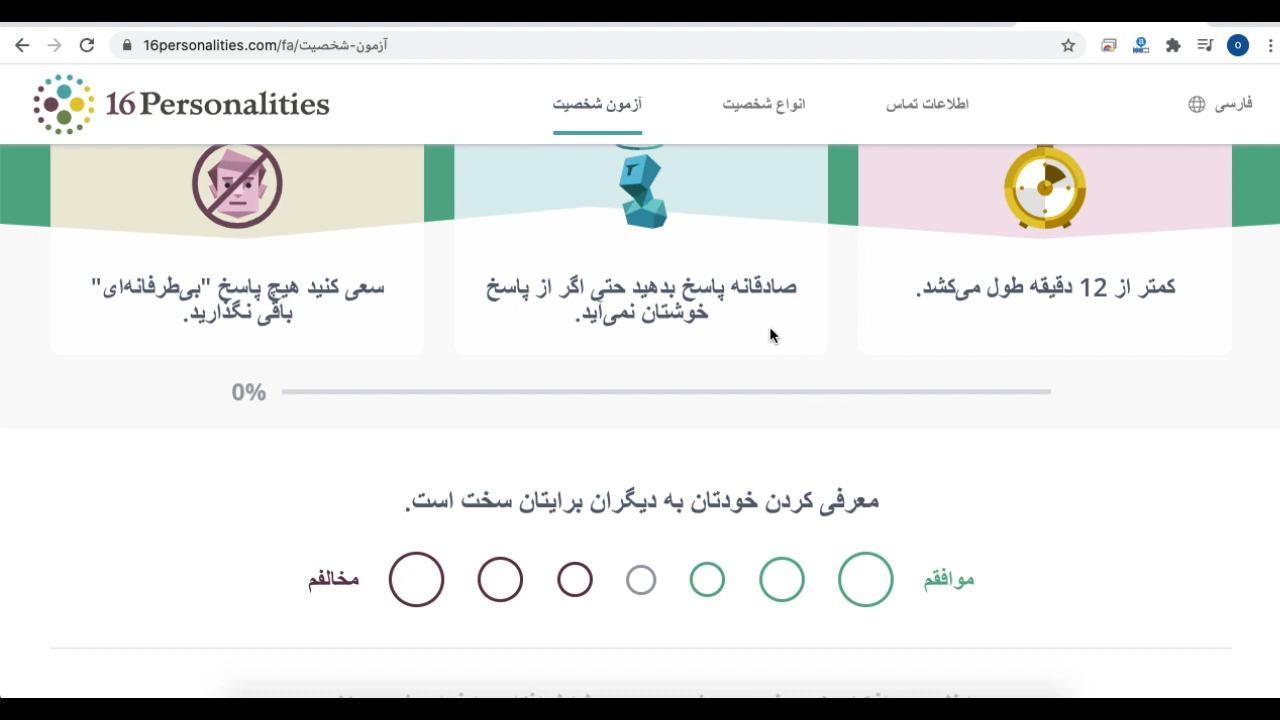 16personalities.com/fa/آزمون-شخصیت
16Personalities
آزمون شخصیت
انواع شخصیت
اطلاعات تماس
فارسی
کمتر از 12 دقیقه طول می‌کشد.
صادقانه پاسخ بدهید حتی اگر از پاسخ
خوشتان نمی‌آید.
سعی کنید هیچ پاسخ "بی‌طرفانه‌ای"
باقی نگذارید.
0%
معرفی کردن خودتان به دیگران برایتان سخت است.
موافقم
مخالفم